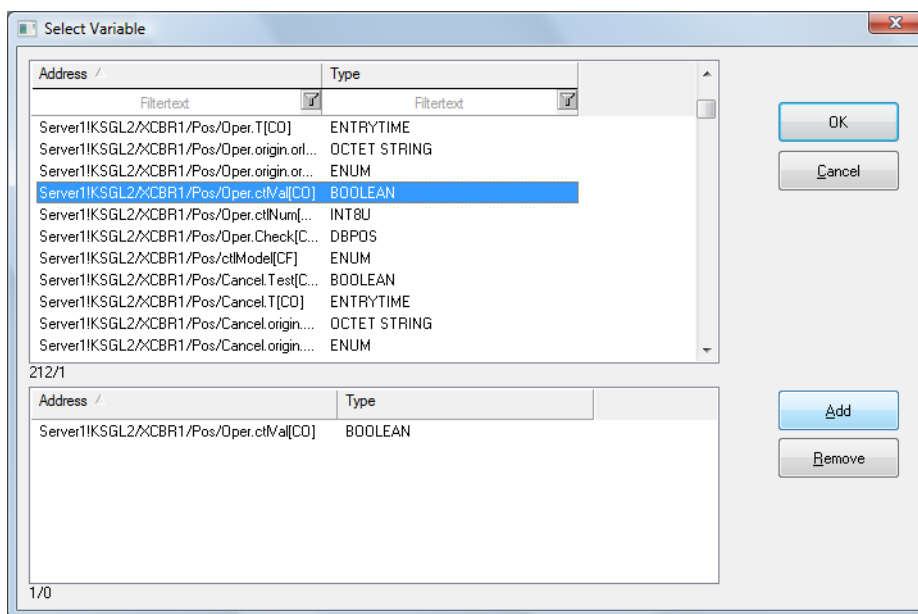 Select Variable
Address Type
Filtertext Filtertext
Server1!KSGL2/XCBR1/Pos/Oper.T[CO] ENTRYTIME
Server1!KSGL2/XCBR1/Pos/Oper.origin.orI... OCTET STRING
Server1!KSGL2/XCBR1/Pos/Oper.origin.or... ENUM
Server1!KSGL2/XCBR1/Pos/Oper.ctlVal[CO] BOOLEAN
Server1!KSGL2/XCBR1/Pos/Oper.ctlNum[... INT8U
Server1!KSGL2/XCBR1/Pos/Oper.Check[C... DBPOS
Server1!KSGL2/XCBR1/Pos/ctlModel[CF] ENUM
Server1!KSGL2/XCBR1/Pos/Cancel.Test[C... BOOLEAN
Server1!KSGL2/XCBR1/Pos/Cancel.T[CO] ENTRYTIME
Server1!KSGL2/XCBR1/Pos/Cancel.origin.... OCTET STRING
Server1!KSGL2/XCBR1/Pos/Cancel.origin.... ENUM
212/1
OK
Cancel
Address Type
Server1!KSGL2/XCBR1/Pos/Oper.ctlVal[CO] BOOLEAN
1/0
Add
Remove